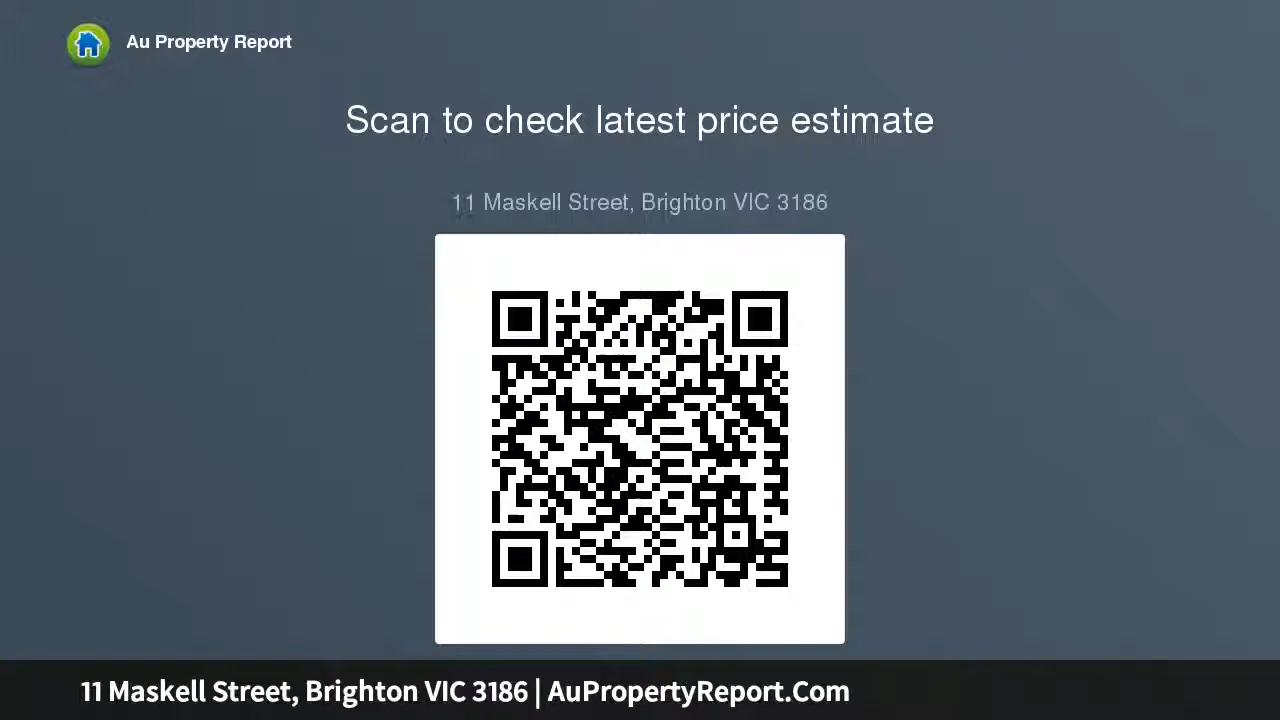 Au Property Report
Scan to check latest price estimate
11 Maskell Street, Brighton VIC 3186
11 Maskell Street, Brighton VIC 3186 | AuPropertyReport.Com